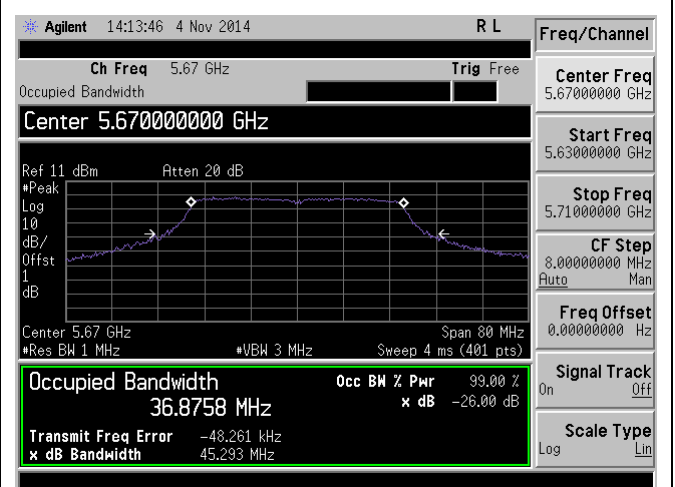 Agilent 14:13:46 4 Nov 2014 R L
Ch Freq 5.67 GHz Trig Free
Occupied Bandwidth
Center 5.670000000 GHz
Ref 11 dBm Atten 20 dB
#Peak
Log
10
dB/
Offst
1
dB
Center 5.67 GHz Span 80 MHz
#Res BW 1 MHz #VBW 3 MHz Sweep 4 ms (401 pts)
Occupied Bandwidth Occ BW % Pwr 99.00 %
36.8758 MHz x dB -26.00 dB
Transmit Freq Error -48.261 kHz
x dB Bandwidth 45.293 MHz
Freq/Channel
Center Freq
5.67000000 GHz
Start Freq
5.63000000 GHz
Stop Freq
5.71000000 GHz
CF Step
8.00000000 MHz
Auto Man
Freq Offset
0.00000000 Hz
Signal Track
On Off
Scale Type
Log Lin